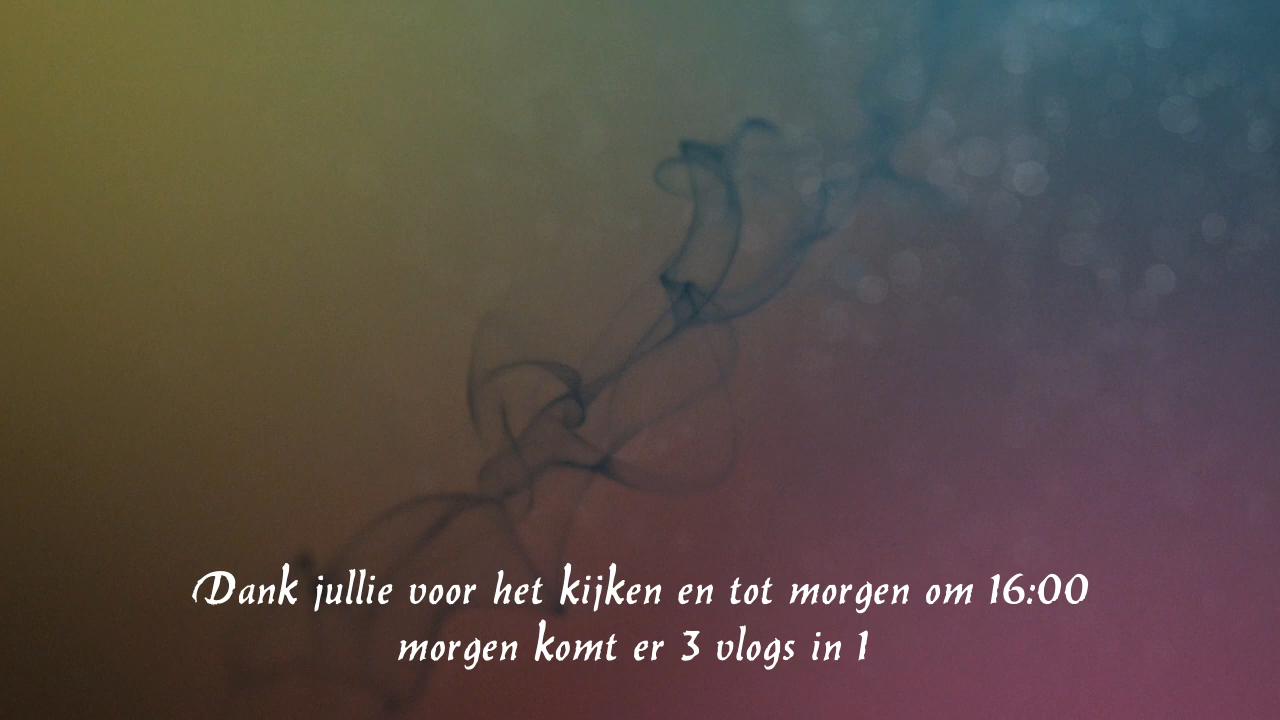 Dank jullie voor het kijken en tot morgen om 16:00
morgen komt er 3 vlogs in 1